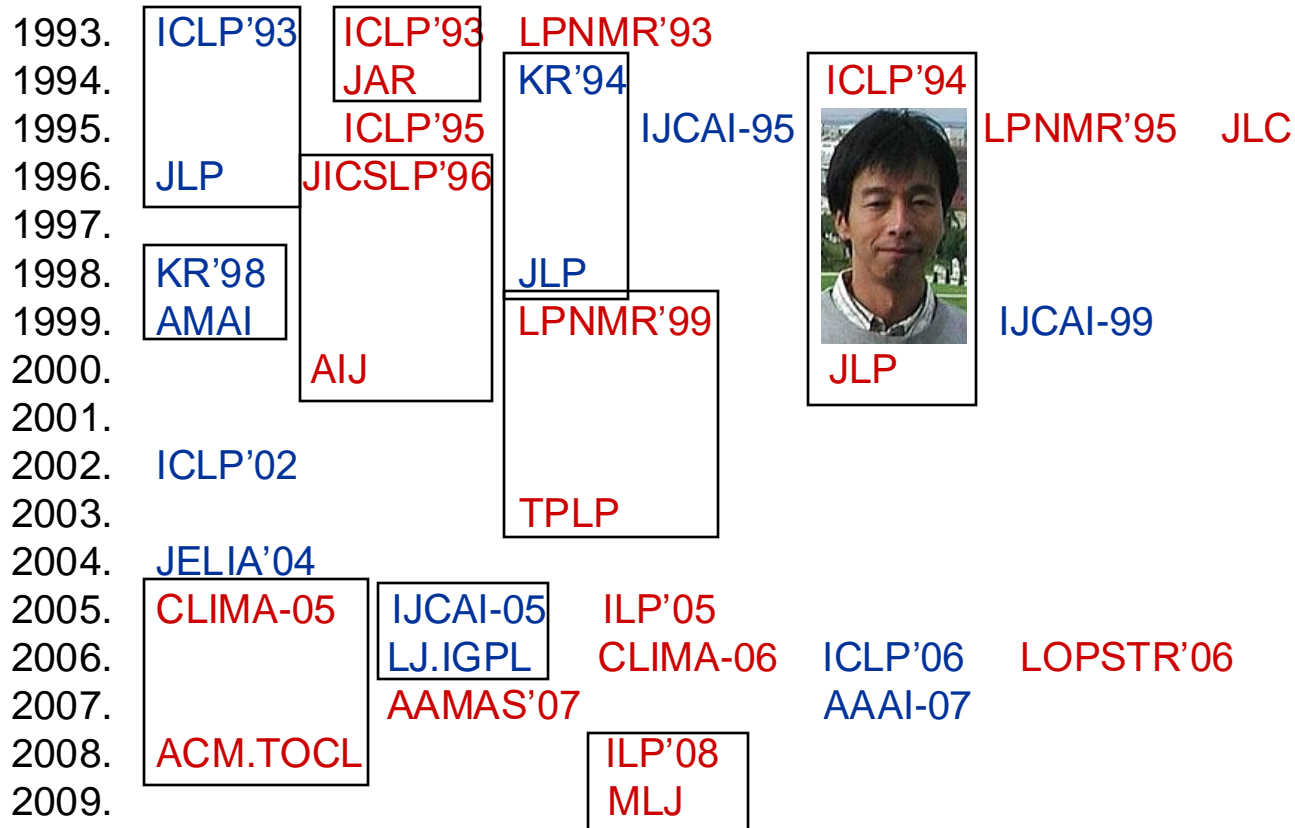 1993. ICLP’93 ICLP’93 LPNMR’93
1994. JAR KR’94 ICLP’94
1995. ICLP’95 IJCAI-95 LPNMR’95 JLC
1996. JLP JICSLP’96
1997.
1998. KR’98 JLP
1999. AMAI LPNMR’99 IJCAI-99
2000. AIJ JLP
2001.
2002. ICLP’02
2003. TPLP
2004. JELIA’04
2005. CLIMA-05 IJCAI-05 ILP’05
2006. LJ.IGPL CLIMA-06 ICLP’06 LOPSTR’06
2007. AAMAS’07 AAAI-07
2008. ACM.TOCL ILP’08
2009. MLJ